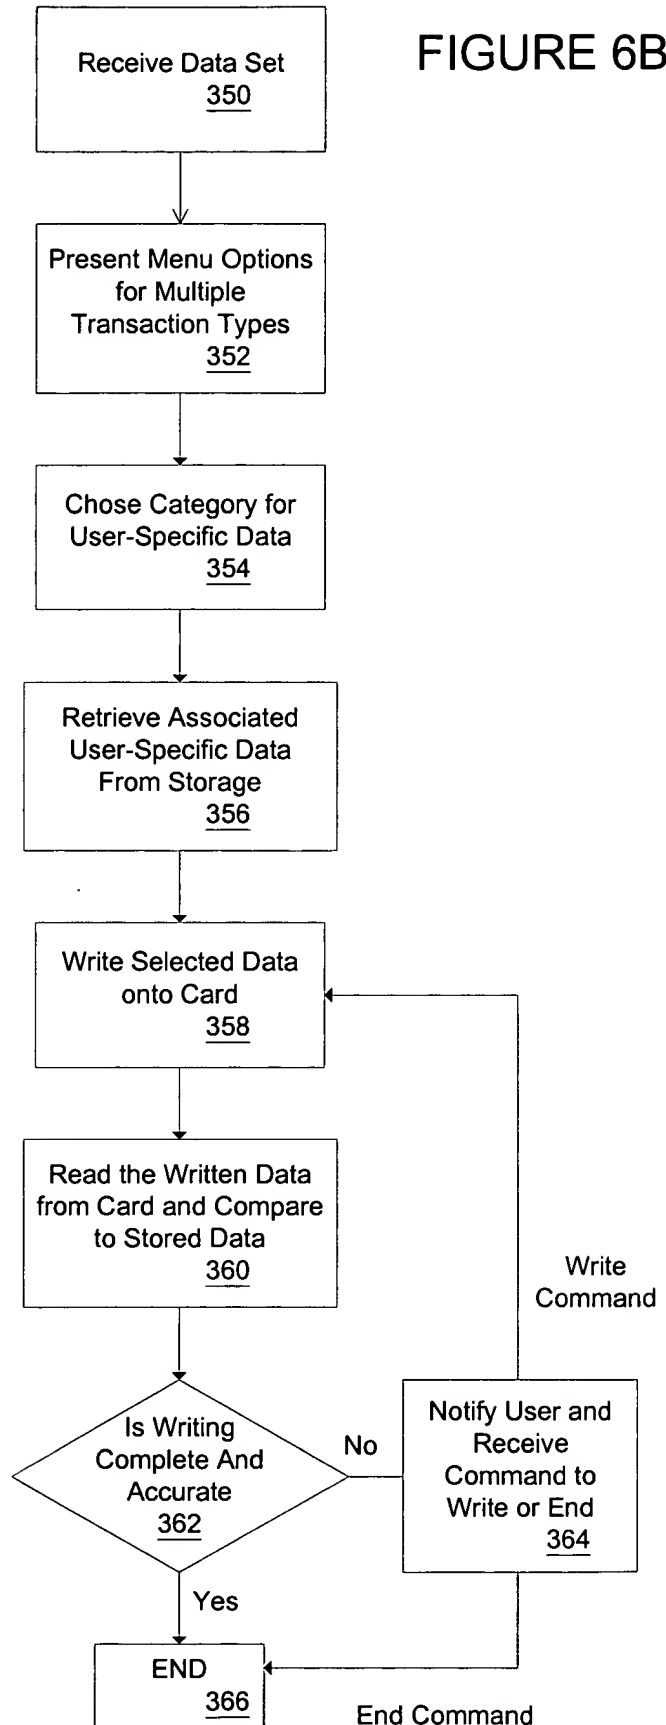 FIGURE 6B
Receive Data Set
350
Present Menu Options
for Multiple
Transaction Types
352
Chose Category for
User-Specific Data
354
Retrieve Associated
User-Specific Data
From Storage
356
Write Selected Data
onto Card
358
Read the Written Data
from Card and Compare
to Stored Data
360
Write
Command
Is Writing
Complete And
Accurate
362
No
Notify User and
Receive
Command to
Write or End
364
Yes
END
366
End Command